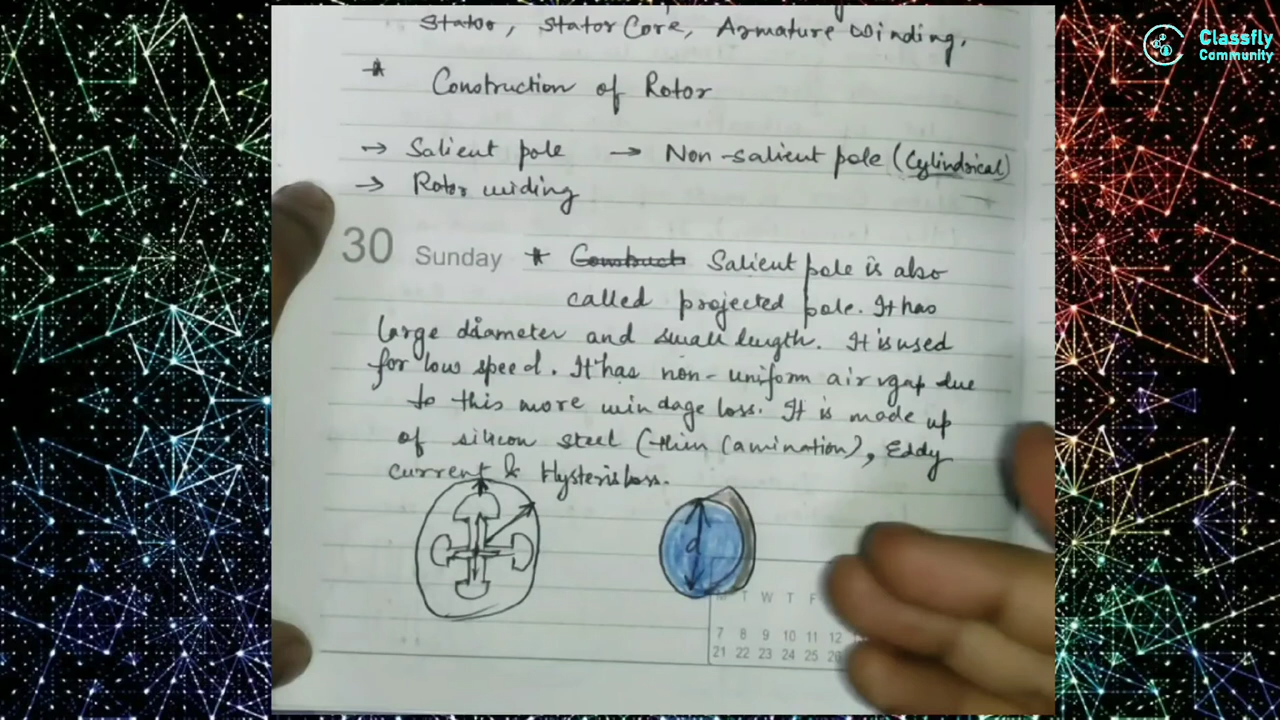 Stator, Stator Core, Armature Winding.
* Construction of Rotor
→ Salient pole → Non-salient pole (Cylindrical)
→ Rotor widing
30 Sunday * Construct Salient pole is also
called projected pole. It has
large diameter and small length. It is used
for low speed. It has non-uniform air gap due
to this more windage loss. It is made up
of silicon steel (thin lamination), Eddy
current & Hysteris loss.
d
T W T F
7 8 9 10 11 12
21 22 23 24 25 26
Classfly
Community